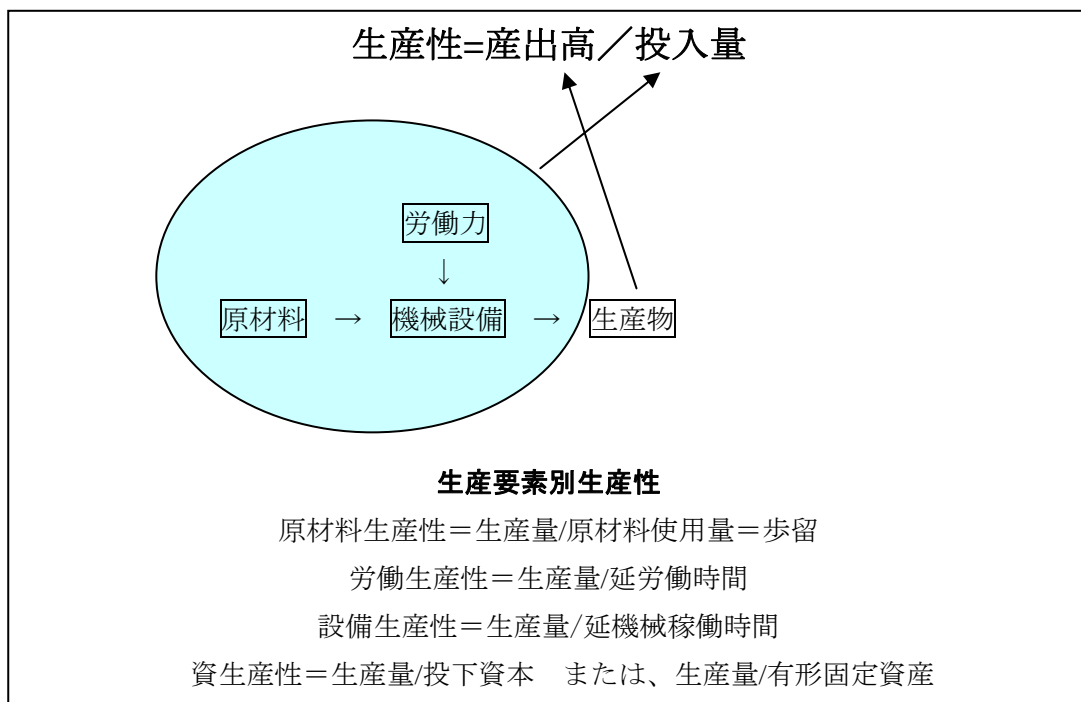 生産性=産出高／投入量
労働力
↓
原材料 → 機械設備 → 生産物
生産要素別生産性
原材料生産性＝生産量/原材料使用量＝歩留
労働生産性＝生産量/延労働時間
設備生産性＝生産量/延機械稼働時間
資生産性＝生産量/投下資本　または、生産量/有形固定資産